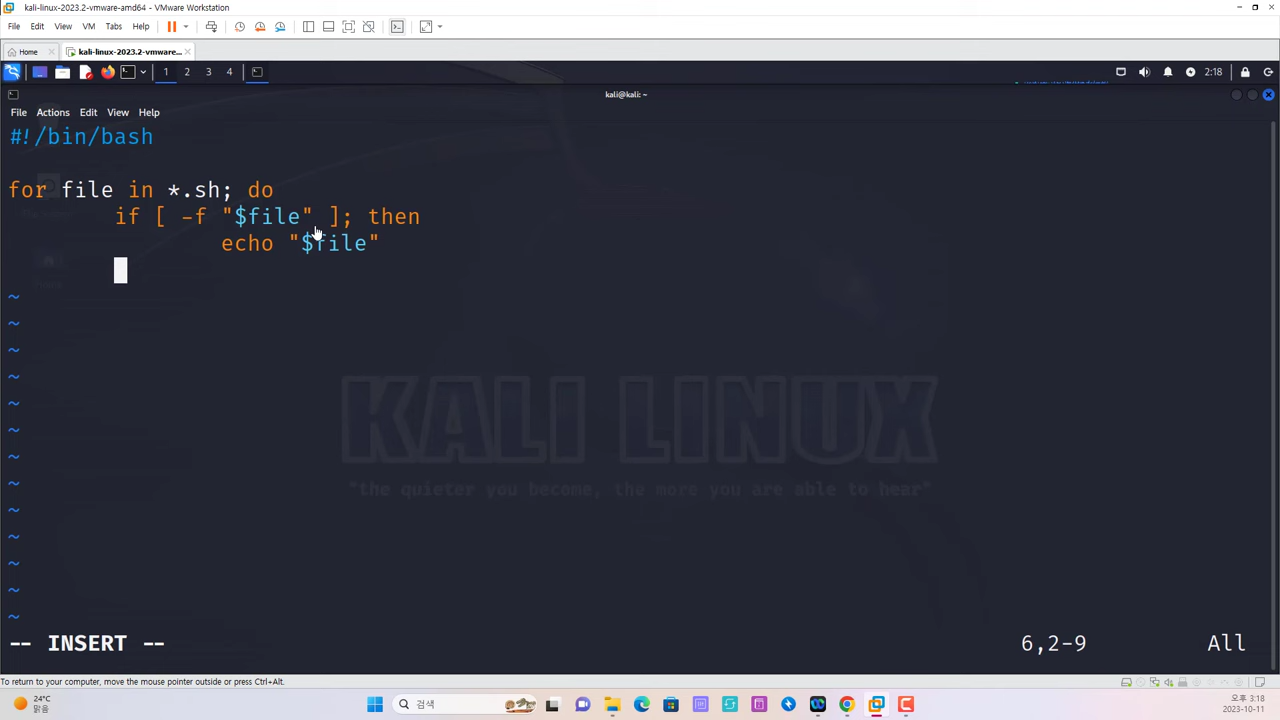 kali-linux-2023.2-vmware-amd64 - VMware Workstation
File Edit View VM Tabs Help
Home kali-linux-2023.2-vmware...
1 2 3 4 2:18
kali@kali: ~
File Actions Edit View Help
#!/bin/bash
for file in *.sh; do
if [ -f "$file" ]; then
echo "$file"
~
~
~
~
~
~
~
~
~
~
~
~
~
KALI LINUX
"the quieter you become, the more you are able to hear"
-- INSERT -- 6,2-9 All
To return to your computer, move the mouse pointer outside or press Ctrl+Alt.
24°C
맑음
검색
오후 3:18
2023-10-11